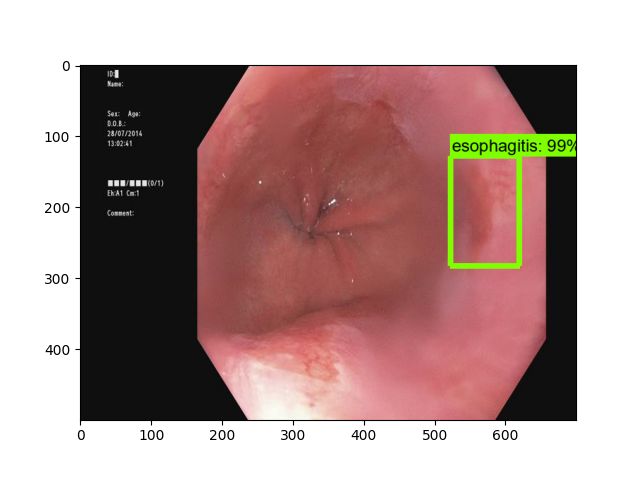 0
100
200
300
400
0
100
200
300
400
500
600
ID:
Name:
Sex: Age:
D.O.B.:
28/07/2014
13:02:41
███/███(0/1)
Eh:A1 Cm:1
Comment:
esophagitis: 99%